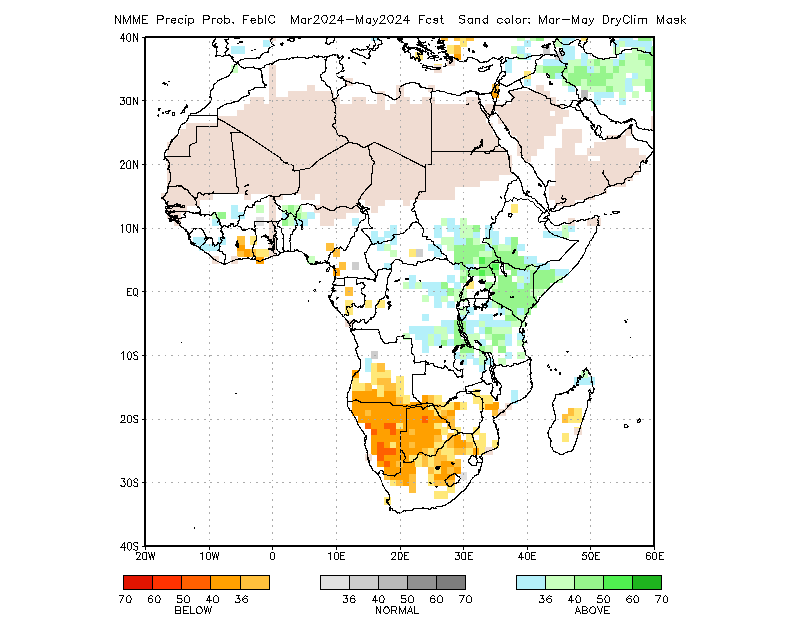 NMME Precip Prob. FebIC Mar2024-May2024 Fcst Sand color: Mar-May DryClim Mask
40N
30N
20N
10N
EQ
10S
20S
30S
40S
20W 10W 0 10E 20E 30E 40E 50E 60E
70 60 50 40 36 36 40 50 60 70 36 40 50 60 70
BELOW NORMAL ABOVE